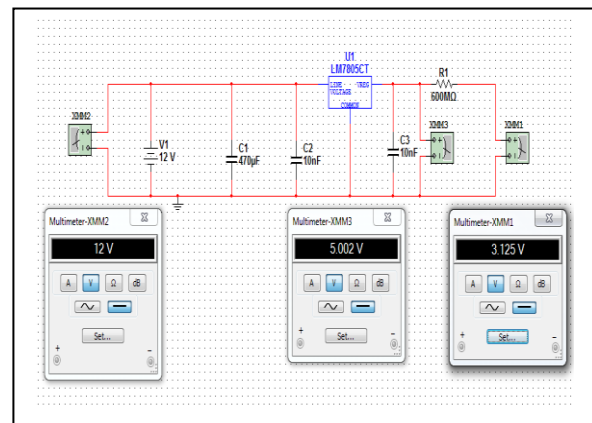 U1
LM7805CT
LINE VREG
VOLTAGE
COMMON
R1
600MΩ
XMM2
V1
12 V
C1
470µF
C2
10nF
C3
10nF
XMM3
XMM1
Multimeter-XMM2
12 V
A V Ω dB
Set...
+ −
Multimeter-XMM3
5.002 V
A V Ω dB
Set...
+ −
Multimeter-XMM1
3.125 V
A V Ω dB
Set...
+ −